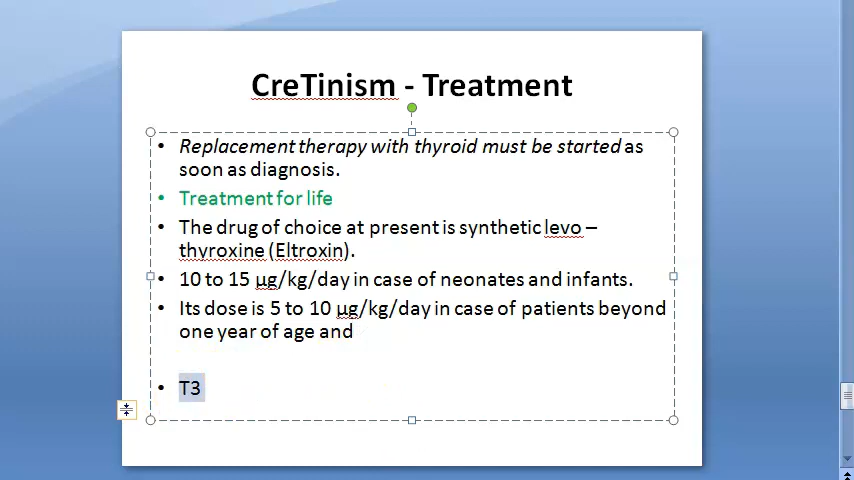 CreTinism - Treatment
• Replacement therapy with thyroid must be started as
soon as diagnosis.
• Treatment for life
• The drug of choice at present is synthetic levo –
thyroxine (Eltroxin).
• 10 to 15 µg/kg/day in case of neonates and infants.
• Its dose is 5 to 10 µg/kg/day in case of patients beyond
one year of age and
• T3